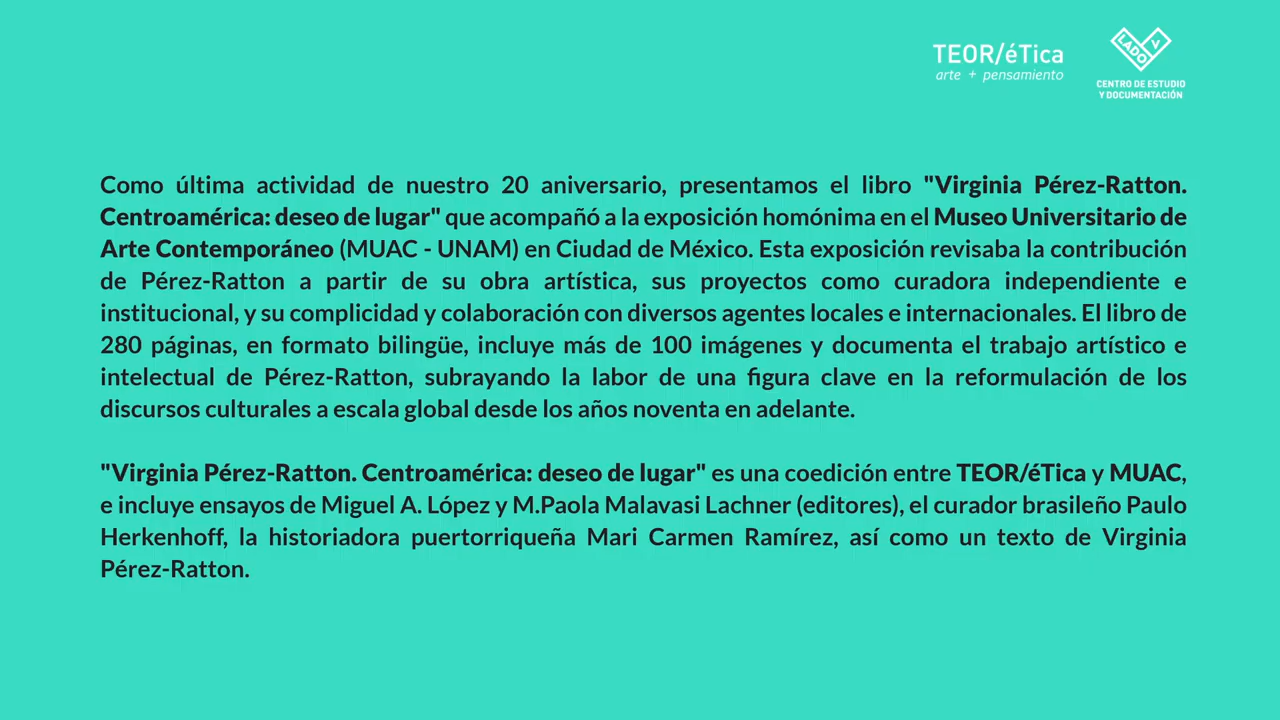 TEOR/éTica
arte + pensamiento
LADO V
CENTRO DE ESTUDIO
Y DOCUMENTACIÓN
Como última actividad de nuestro 20 aniversario, presentamos el libro "Virginia Pérez-Ratton.
Centroamérica: deseo de lugar" que acompañó a la exposición homónima en el Museo Universitario de
Arte Contemporáneo (MUAC - UNAM) en Ciudad de México. Esta exposición revisaba la contribución
de Pérez-Ratton a partir de su obra artística, sus proyectos como curadora independiente e
institucional, y su complicidad y colaboración con diversos agentes locales e internacionales. El libro de
280 páginas, en formato bilingüe, incluye más de 100 imágenes y documenta el trabajo artístico e
intelectual de Pérez-Ratton, subrayando la labor de una figura clave en la reformulación de los
discursos culturales a escala global desde los años noventa en adelante.
"Virginia Pérez-Ratton. Centroamérica: deseo de lugar" es una coedición entre TEOR/éTica y MUAC,
e incluye ensayos de Miguel A. López y M.Paola Malavasi Lachner (editores), el curador brasileño Paulo
Herkenhoff, la historiadora puertorriqueña Mari Carmen Ramírez, así como un texto de Virginia
Pérez-Ratton.